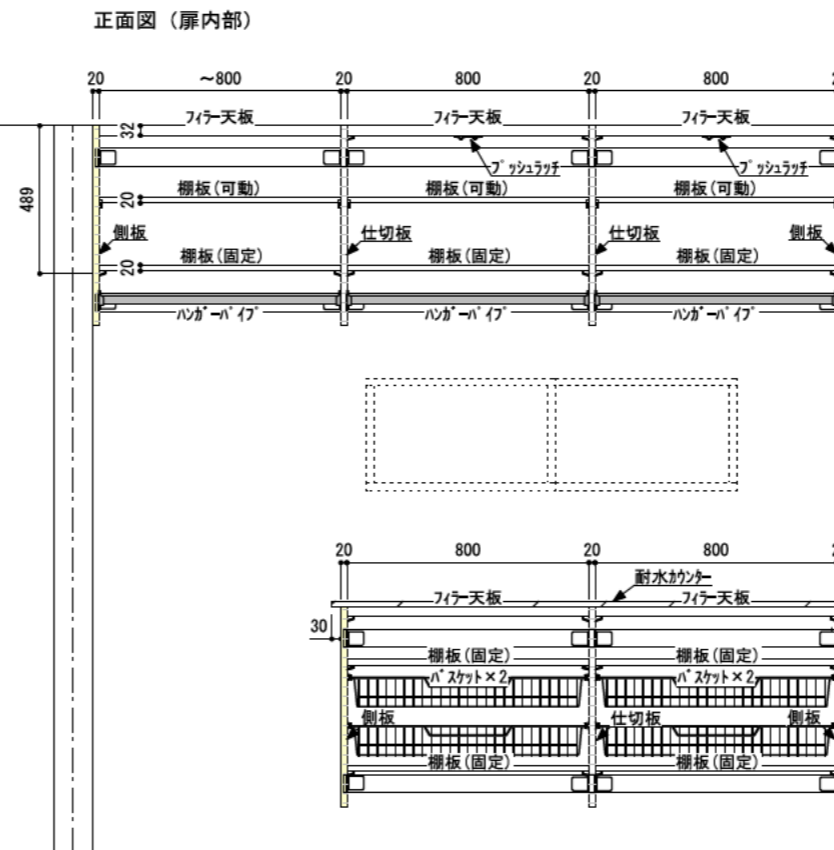 正面図（扉内部）
20 ～800 20 800 20 800 2
フィラー天板 フィラー天板 フィラー天板
32
プッシュラッチ プッシュラッチ
489
棚板(可動) 棚板(可動) 棚板(可動)
20
側板 仕切板 仕切板 側板
棚板(固定) 棚板(固定) 棚板(固定)
20
ハンガーパイプ ハンガーパイプ ハンガーパイプ
20 800 20 800 2
耐水カウンター
フィラー天板 フィラー天板
30
棚板(固定) 棚板(固定)
バスケット×2 バスケット×2
側板 仕切板 側板
棚板(固定) 棚板(固定)